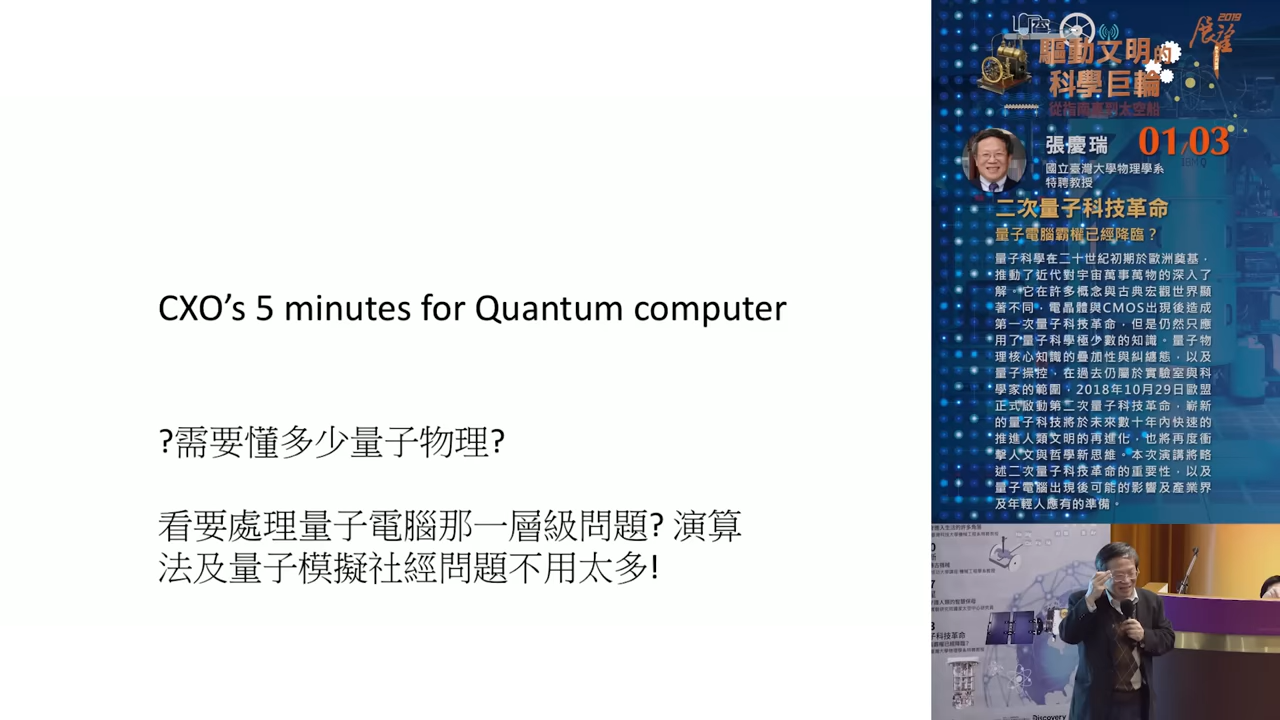 CXO’s 5 minutes for Quantum computer
?需要懂多少量子物理?
看要處理量子電腦那一層級問題? 演算
法及量子模擬社經問題不用太多!
2019
展望
驅動文明的
科學巨輪
從指南車到太空船
張慶瑞
01/03
國立臺灣大學物理學系
特聘教授
二次量子科技革命
量子電腦霸權已經降臨？
量子科學在二十世紀初期於歐洲奠基，
推動了近代對宇宙萬事萬物的深入了
解。它在許多概念與古典宏觀世界顯
著不同，電晶體與CMOS出現後造成
第一次量子科技革命，但是仍然只應
用了量子科學極少數的知識。量子物
理核心知識的疊加性與糾纏態，以及
量子操控，在過去仍屬於實驗室與科
學家的範圍，2018年10月29日歐盟
正式啟動第二次量子科技革命，嶄新
的量子科技將於未來數十年內快速的
推進人類文明的再進化，也將再度衝
擊人文與哲學新思維。本次演講將略
述二次量子科技革命的重要性，以及
量子電腦出現後可能的影響及產業界
及年輕人應有的準備。
子科技革命
Discovery